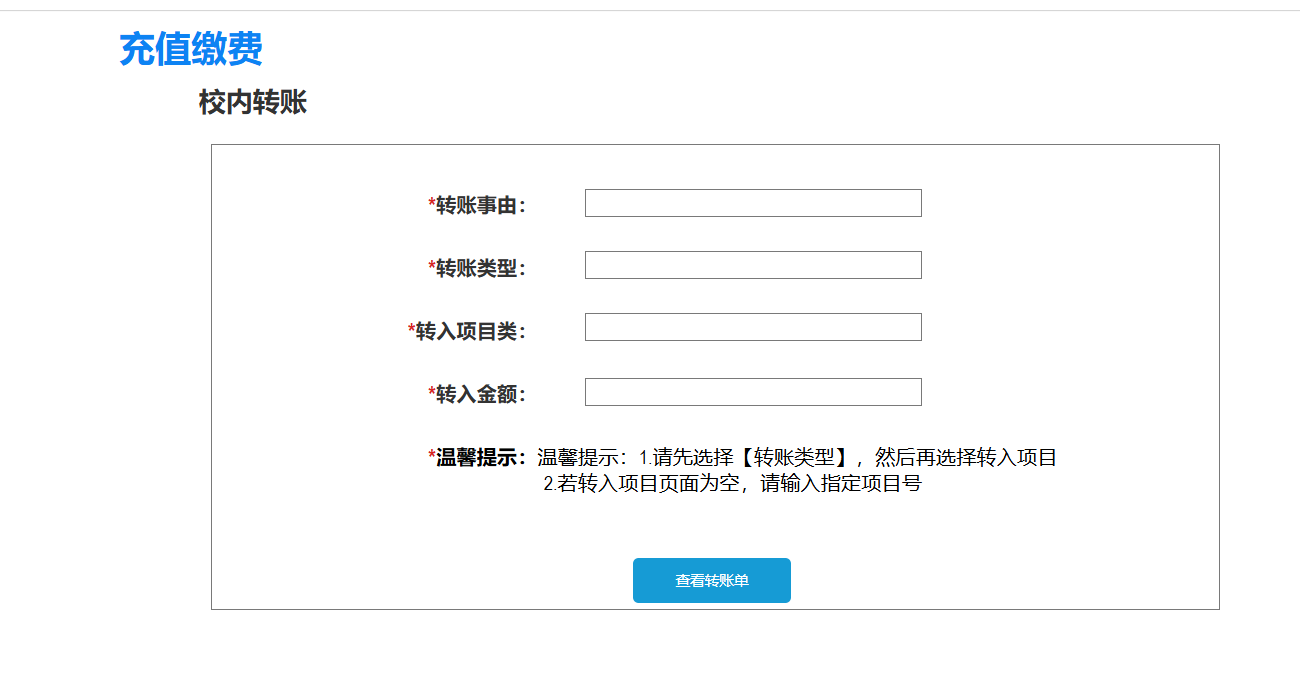 充值缴费
校内转账
*转账事由：
*转账类型：
*转入项目类：
*转入金额：
*温馨提示：温馨提示：1.请先选择【转账类型】，然后再选择转入项目
2.若转入项目页面为空，请输入指定项目号
查看转账单